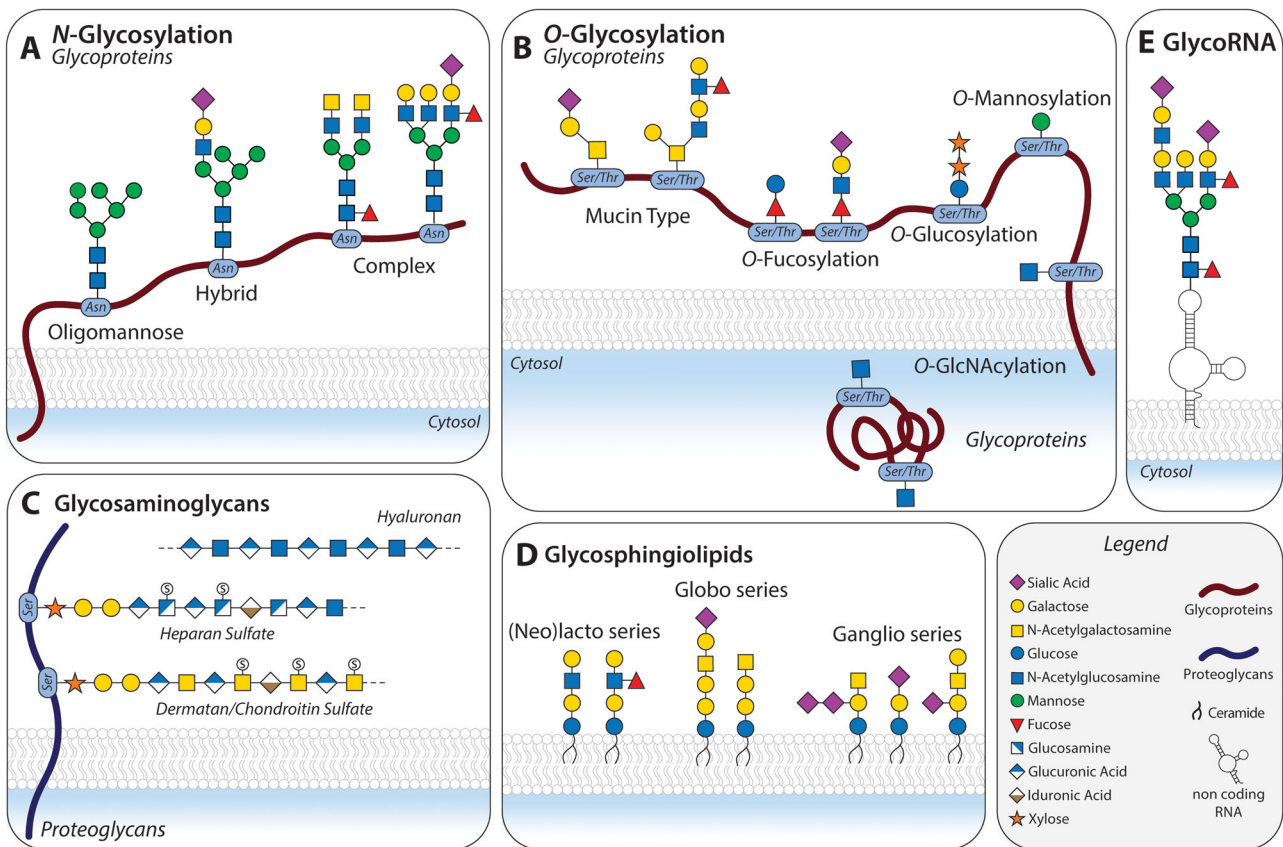 A
N-Glycosylation
Glycoproteins
Asn
Asn
Asn
Asn
Oligomannose
Hybrid
Complex
Cytosol
B
O-Glycosylation
Glycoproteins
Ser/Thr
Ser/Thr
Mucin Type
Ser/Thr
Ser/Thr
O-Fucosylation
Ser/Thr
O-Glucosylation
O-Mannosylation
Ser/Thr
Ser/Thr
Cytosol
O-GlcNAcylation
Ser/Thr
Glycoproteins
Ser/Thr
E GlycoRNA
Cytosol
C Glycosaminoglycans
Hyaluronan
S
S
Ser
Heparan Sulfate
S
S
S
Ser
Dermatan/Chondroitin Sulfate
Proteoglycans
D Glycosphingiolipids
Globo series
(Neo)lacto series
Ganglio series
Legend
Sialic Acid
Galactose
N-Acetylgalactosamine
Glucose
N-Acetylglucosamine
Mannose
Fucose
Glucosamine
Glucuronic Acid
Iduronic Acid
Xylose
Glycoproteins
Proteoglycans
Ceramide
non coding
RNA